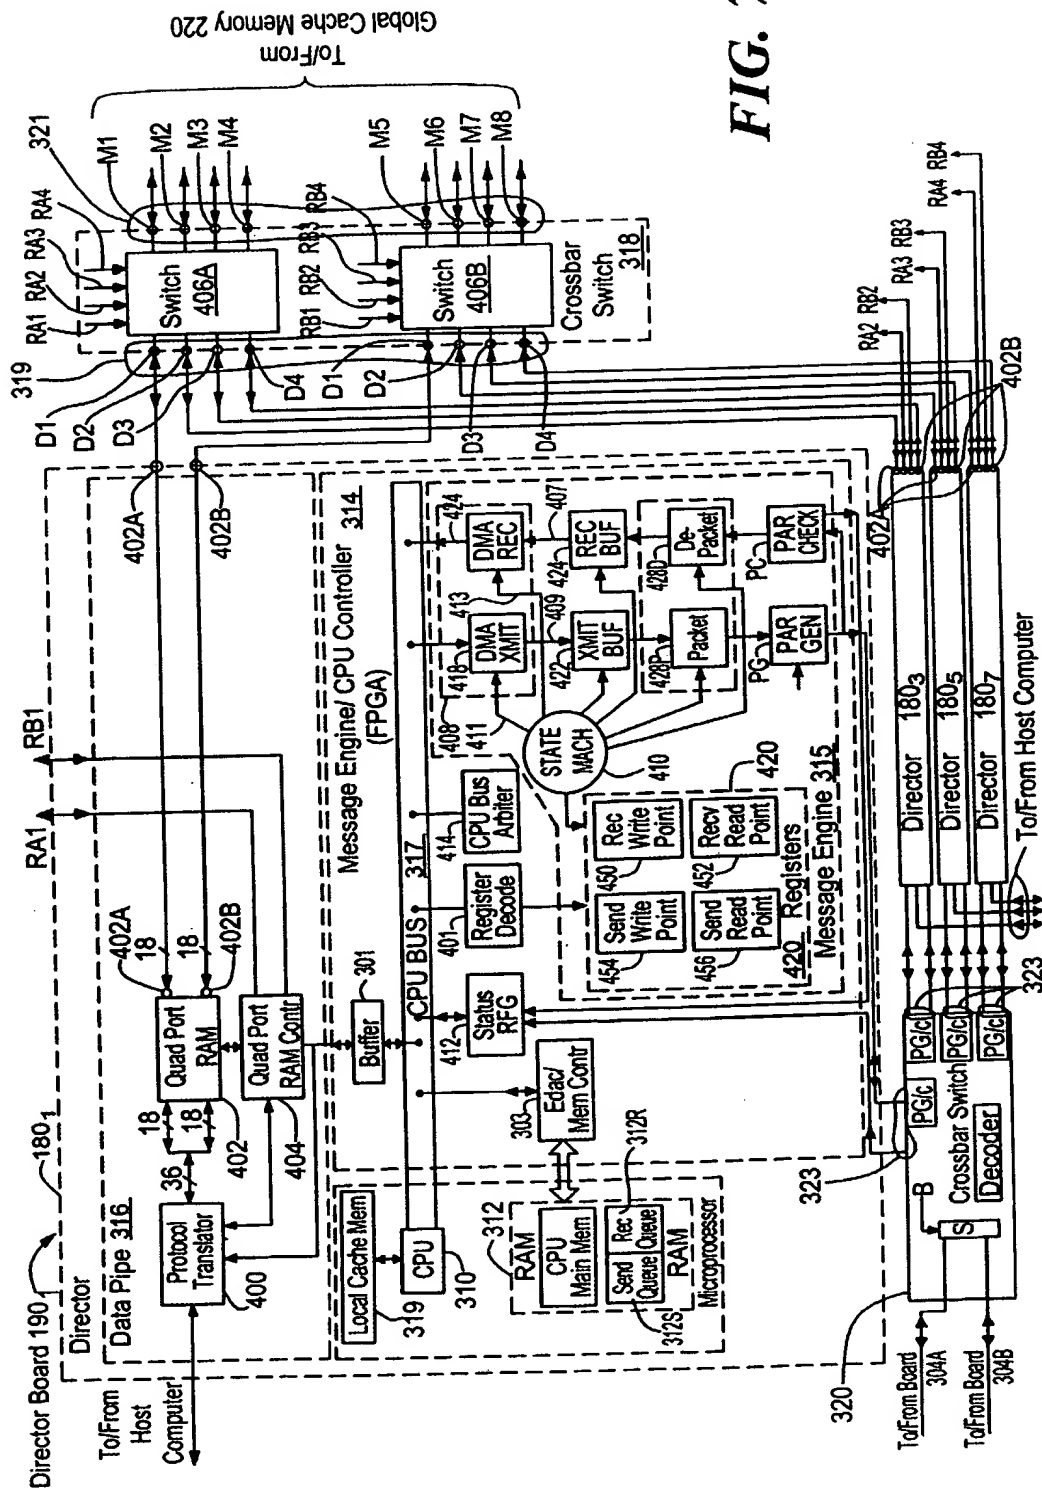 Director Board 190₁
180₁
Director
Data Pipe 316
To/From
Host
Computer
Protocol
Translator
400
36
18
18
Quad Port
RAM
402
Quad Port
RAM Contr
404
402A
18
18
402B
RA1
RB1
402A
402B
Message Engine/ CPU Controller
(FPGA)
314
Local Cache Mem
319
CPU
310
CPU BUS
317
Buffer
301
RAM
312
CPU
Main Mem
Send
Queue
Rec
Queue
312S
312R
RAM
Microprocessor
Edac/
Mem Contr
303
Status
RFG
412
Register
Decode
401
CPU Bus
Arbiter
414
408
411
413
DMA
XMIT
418
DMA
REC
424
409
407
XMIT
BUF
422
REC
BUF
424
Packet
428P
De-
Packet
428D
PAR
GEN
PG
PAR
CHECK
PC
STATE
MACH
410
420
Send
Write
Point
454
Rec
Write
Point
450
Send
Read
Point
456
Recv
Read
Point
452
420 Registers
Message Engine 315
319
D1
D2
D3
D4
D1
D2
D3
D4
RA1
RA2
RA3
RA4
Switch
406A
RB1
RB2
RB3
RB4
Switch
406B
Crossbar
Switch
318
321
M1
M2
M3
M4
M5
M6
M7
M8
To/From
Global Cache Memory 220
FIG.
To/From Board
304A
To/From Board
304B
320
S
B
Crossbar Switch
Decoder
323
PG/c
PG/c
PG/c
PG/c
323
Director 180₃
Director 180₅
Director 180₇
To/From Host Computer
402A
402B
RA2
RB2
RA3
RB3
RA4
RB4